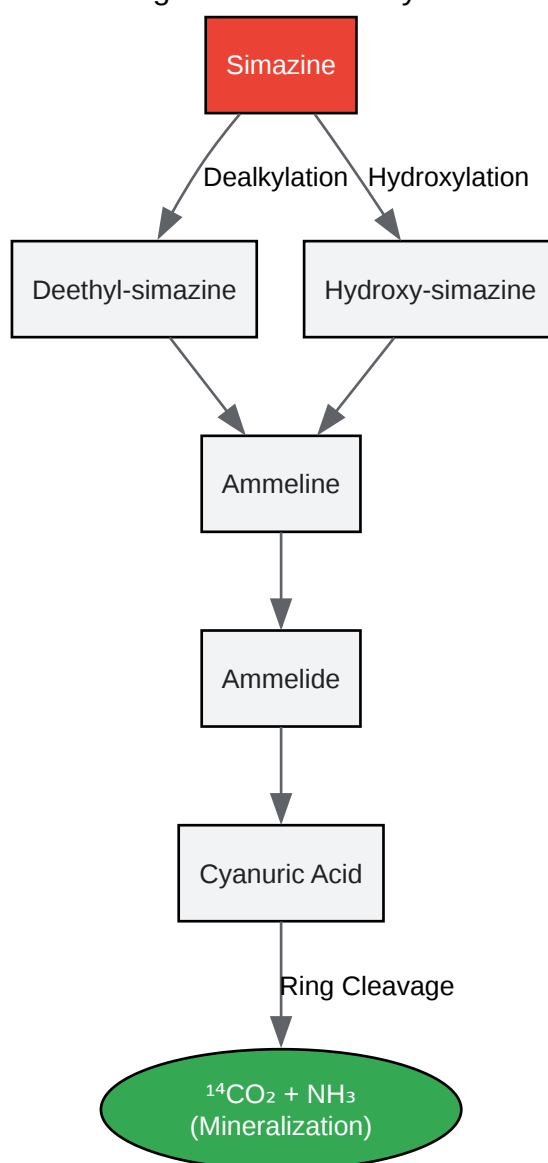 Simazine
Dealkylation
Hydroxylation
Deethyl-simazine
Hydroxy-simazine
Ammeline
Ammelide
Cyanuric Acid
Ring Cleavage
¹⁴CO₂ + NH₃
(Mineralization)